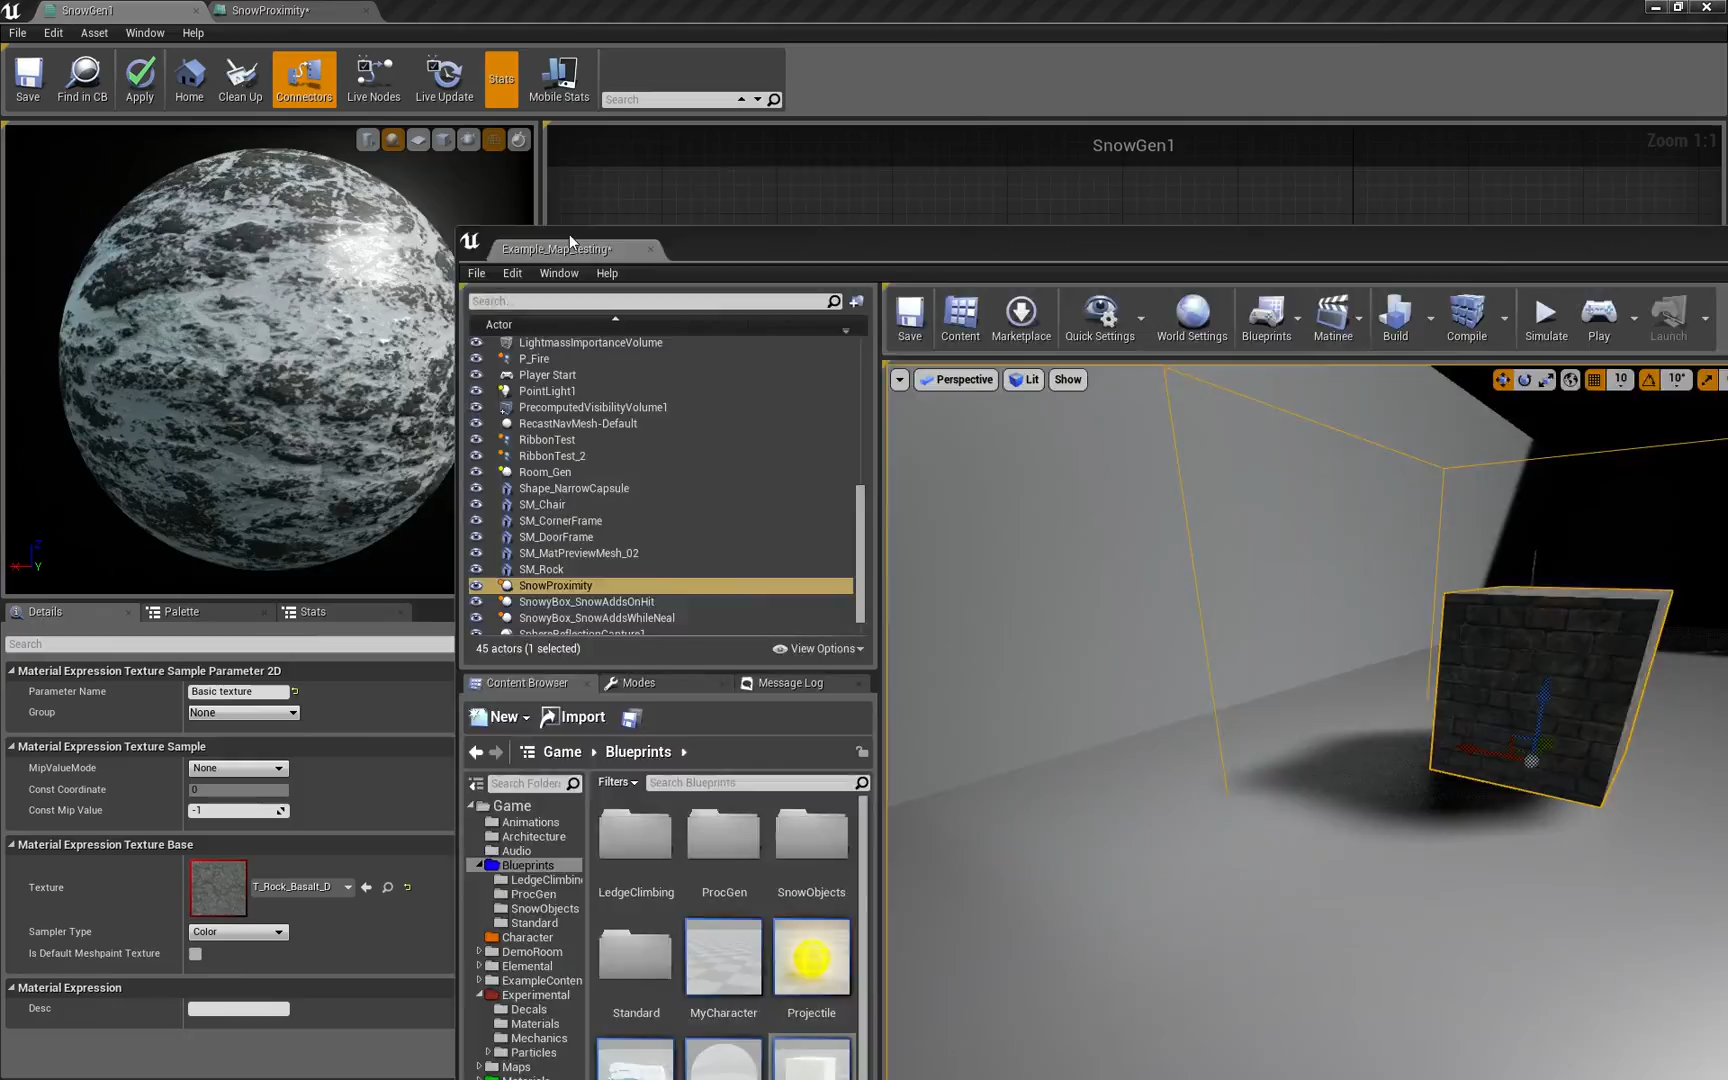 SnowGen1
SnowProximity*
File Edit Asset Window Help
Save
Find in CB
Apply
Home
Clean Up
Connectors
Live Nodes
Live Update
Stats
Mobile Stats
Search
SnowGen1
Zoom 1:1
Z
X
Y
Details
Palette
Stats
Search
Material Expression Texture Sample Parameter 2D
Parameter Name Basic texture
Group None
Material Expression Texture Sample
MipValueMode None
Const Coordinate 0
Const Mip Value -1
Material Expression Texture Base
Texture T_Rock_Basalt_D
Sampler Type Color
Is Default Meshpaint Texture
Material Expression
Desc
File Edit Window Help
Search...
Actor
LightmassImportanceVolume
P_Fire
Player Start
PointLight1
PrecomputedVisibilityVolume1
RecastNavMesh-Default
RibbonTest
RibbonTest_2
Room_Gen
Shape_NarrowCapsule
SM_Chair
SM_CornerFrame
SM_DoorFrame
SM_MatPreviewMesh_02
SM_Rock
SnowProximity
SnowyBox_SnowAddsOnHit
SnowyBox_SnowAddsWhileNeal
SphereReflectionCapture1
45 actors (1 selected)
View Options
Content Browser
Modes
Message Log
New
Import
Game
Blueprints
Search Folders
Filters
Search Blueprints
Game
Animations
Architecture
Audio
Blueprints
LedgeClimbin
ProcGen
SnowObjects
Standard
Character
DemoRoom
Elemental
ExampleConten
Experimental
Decals
Materials
Mechanics
Particles
Maps
LedgeClimbing
ProcGen
SnowObjects
Standard
MyCharacter
Projectile
Save
Content
Marketplace
Quick Settings
World Settings
Blueprints
Matinee
Build
Compile
Simulate
Play
Launch
Perspective
Lit
Show
10
10°